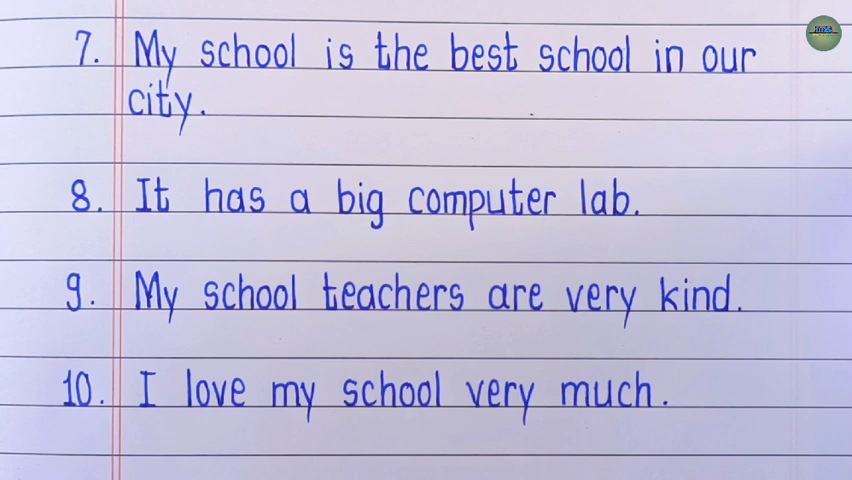 7. My school is the best school in our
city.
8. It has a big computer lab.
9. My school teachers are very kind.
10. I love my school very much.